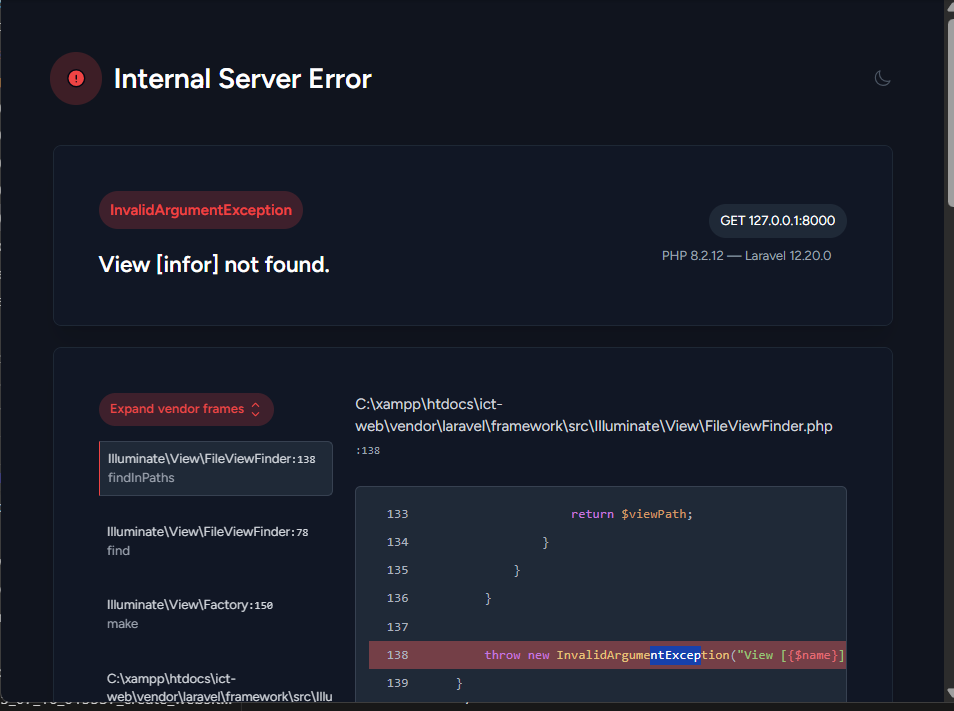 Internal Server Error
InvalidArgumentException
View [infor] not found.
GET 127.0.0.1:8000
PHP 8.2.12 — Laravel 12.20.0
Expand vendor frames
Illuminate\View\FileViewFinder:138
findInPaths
Illuminate\View\FileViewFinder:78
find
Illuminate\View\Factory:150
make
C:\xampp\htdocs\ict-
web\vendor\laravel\framework\src\Illu
C:\xampp\htdocs\ict-
web\vendor\laravel\framework\src\Illuminate\View\FileViewFinder.php
:138
133 return $viewPath;
134 }
135 }
136 }
137
138 throw new InvalidArgumentException("View [{$name}]
139 }